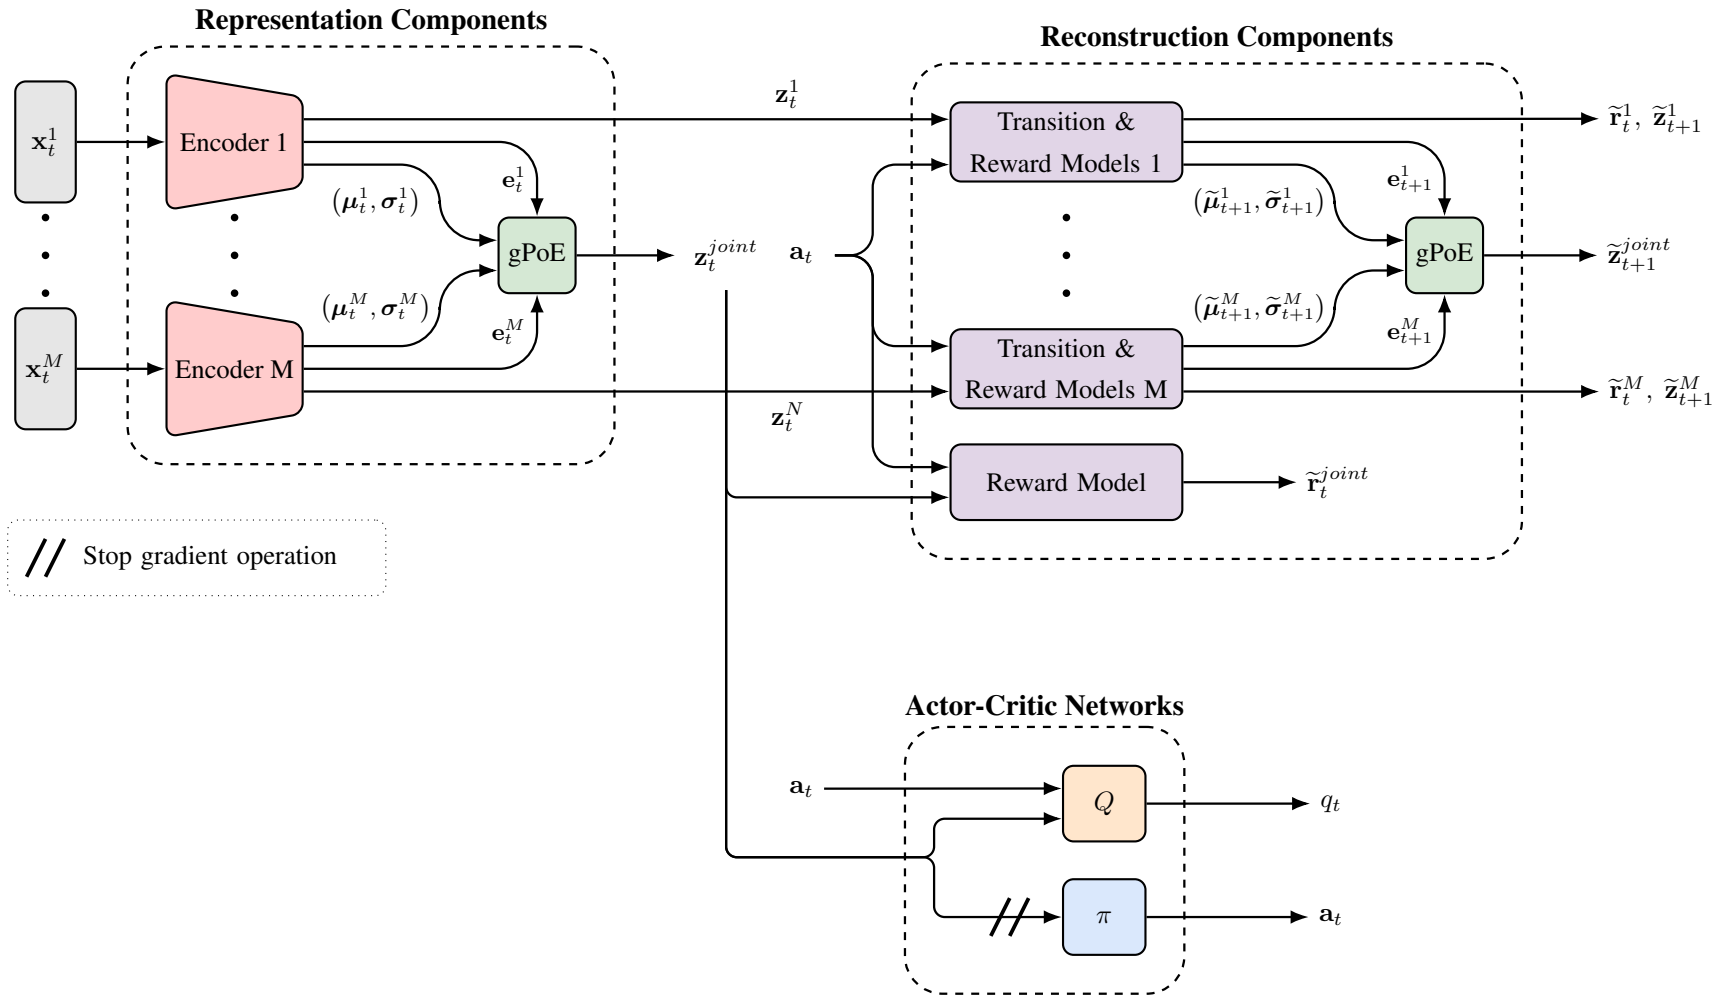 Representation Components
Reconstruction Components
x_t^1
Encoder 1
(μ_t^1, σ_t^1)
e_t^1
z_t^1
Transition &
Reward Models 1
(μ̃_{t+1}^1, σ̃_{t+1}^1)
e_{t+1}^1
r̃_t^1, z̃_{t+1}^1
gPoE
z_t^{joint}
a_t
gPoE
z̃_{t+1}^{joint}
x_t^M
Encoder M
(μ_t^M, σ_t^M)
e_t^M
z_t^N
Transition &
Reward Models M
(μ̃_{t+1}^M, σ̃_{t+1}^M)
e_{t+1}^M
r̃_t^M, z̃_{t+1}^M
Reward Model
r̃_t^{joint}
Stop gradient operation
Actor-Critic Networks
a_t
Q
q_t
π
a_t